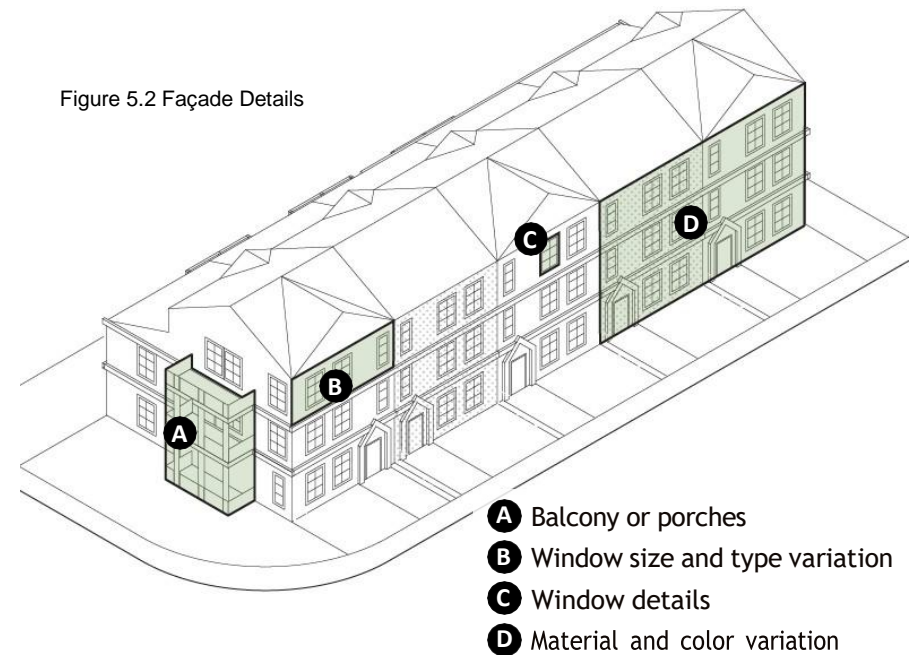 Figure 5.2 Façade Details
C
D
B
A
A Balcony or porches
B Window size and type variation
C Window details
D Material and color variation